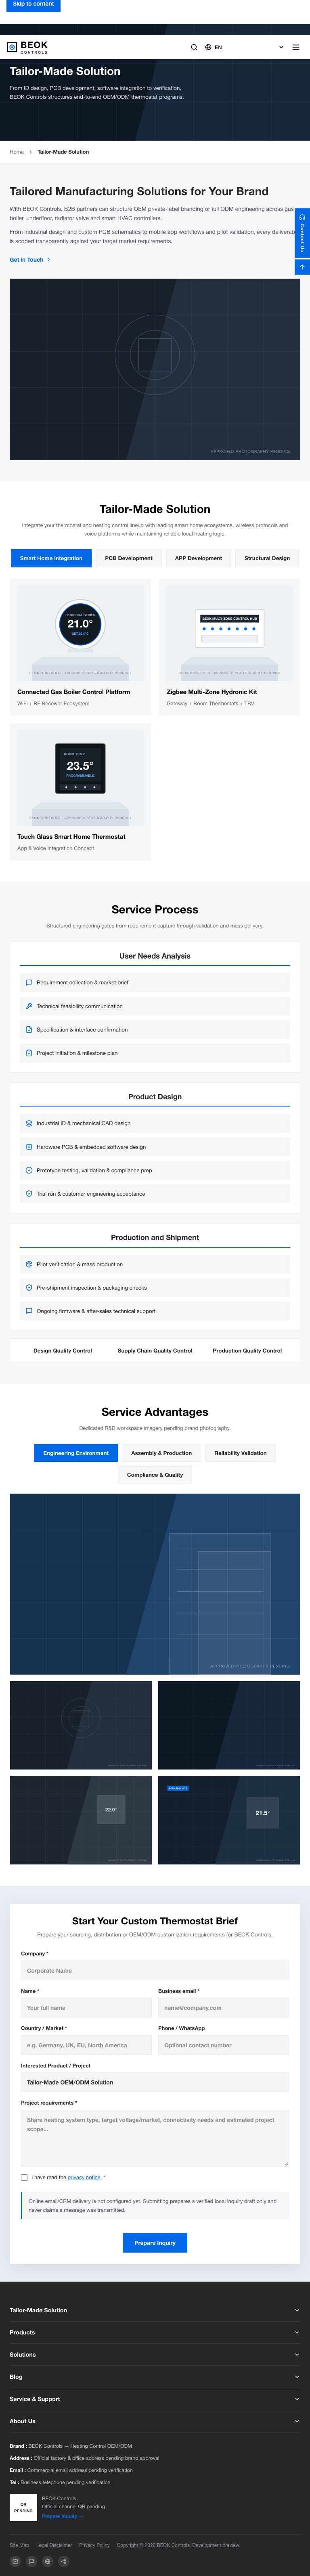 Skip to content
BEOK
CONTROLS
EN
Tailor-Made Solution
From ID design, PCB development, software integration to verification,
BEOK Controls structures end-to-end OEM/ODM thermostat programs.
Home > Tailor-Made Solution
Contact Us
Tailored Manufacturing Solutions for Your Brand
With BEOK Controls, B2B partners can structure OEM private-label branding or full ODM engineering across gas
boiler, underfloor, radiator valve and smart HVAC controllers.
From industrial design and custom PCB schematics to mobile app workflows and pilot validation, every deliverable
is scoped transparently against your target market requirements.
Get in Touch >
APPROVED PHOTOGRAPHY PENDING
Tailor-Made Solution
Integrate your thermostat and heating control lineup with leading smart home ecosystems, wireless protocols and
voice platforms while maintaining reliable local heating logic.
Smart Home Integration
PCB Development
APP Development
Structural Design
BEOK DIAL SERIES
21.0°
SET 22.0°C
BEOK CONTROLS · APPROVED PHOTOGRAPHY PENDING
Connected Gas Boiler Control Platform
WiFi + RF Receiver Ecosystem
BEOK MULTI-ZONE CONTROL HUB
BEOK CONTROLS · APPROVED PHOTOGRAPHY PENDING
Zigbee Multi-Zone Hydronic Kit
Gateway + Room Thermostats + TRV
ROOM TEMP
23.5°
PROGRAMMABLE
BEOK CONTROLS · APPROVED PHOTOGRAPHY PENDING
Touch Glass Smart Home Thermostat
App & Voice Integration Concept
Service Process
Structured engineering gates from requirement capture through validation and mass delivery.
User Needs Analysis
Requirement collection & market brief
Technical feasibility communication
Specification & interface confirmation
Project initiation & milestone plan
Product Design
Industrial ID & mechanical CAD design
Hardware PCB & embedded software design
Prototype testing, validation & compliance prep
Trial run & customer engineering acceptance
Production and Shipment
Pilot verification & mass production
Pre-shipment inspection & packaging checks
Ongoing firmware & after-sales technical support
Design Quality Control
Supply Chain Quality Control
Production Quality Control
Service Advantages
Dedicated R&D workspace imagery pending brand photography.
Engineering Environment
Assembly & Production
Reliability Validation
Compliance & Quality
APPROVED PHOTOGRAPHY PENDING
22.0°
21.5°
Start Your Custom Thermostat Brief
Prepare your sourcing, distribution or OEM/ODM customization requirements for BEOK Controls.
Company *
Corporate Name
Name *
Business email *
Your full name
name@company.com
Country / Market *
Phone / WhatsApp
e.g. Germany, UK, EU, North America
Optional contact number
Interested Product / Project
Tailor-Made OEM/ODM Solution
Project requirements *
Share heating system type, target voltage/market, connectivity needs and estimated project
scope...
I have read the privacy notice. *
Online email/CRM delivery is not configured yet. Submitting prepares a verified local inquiry draft only and
never claims a message was transmitted.
Prepare Inquiry
Tailor-Made Solution
Products
Solutions
Blog
Service & Support
About Us
Brand : BEOK Controls — Heating Control OEM/ODM
Address : Official factory & office address pending brand approval
Email : Commercial email address pending verification
Tel : Business telephone pending verification
QR
PENDING
BEOK Controls
Official channel QR pending
Prepare Inquiry →
Site Map
Legal Disclaimer
Privacy Policy
Copyright © 2026 BEOK Controls. Development preview.